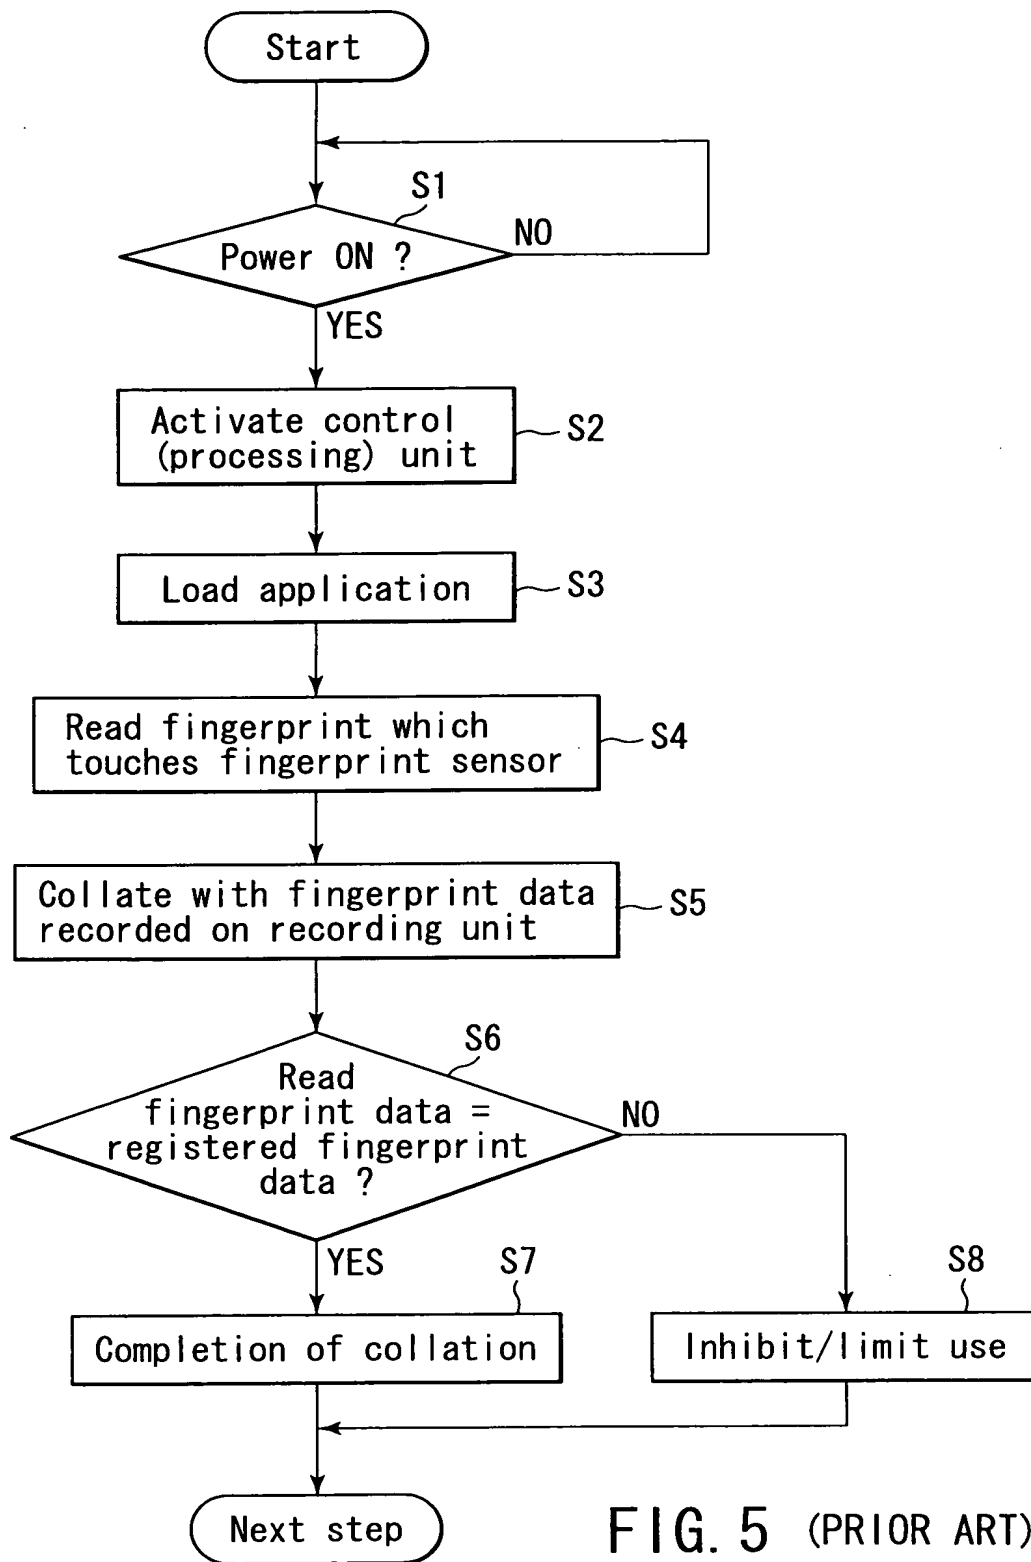 Start
S1
Power ON ?
NO
YES
Activate control
(processing) unit
S2
Load application
S3
Read fingerprint which
touches fingerprint sensor
S4
Collate with fingerprint data
recorded on recording unit
S5
S6
Read
fingerprint data =
registered fingerprint
data ?
NO
YES
S7
Completion of collation
S8
Inhibit/limit use
Next step
FIG. 5 (PRIOR ART)